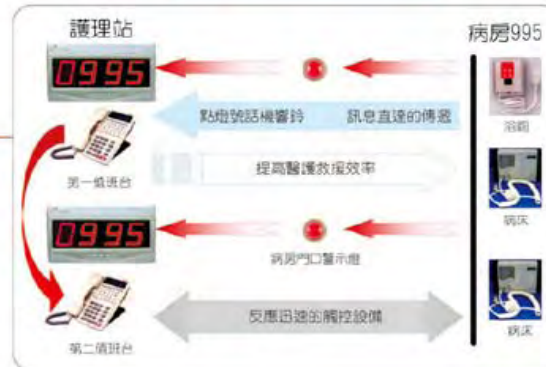 護理站
病房995
0995
點燈號話機響鈴
訊息直達的傳遞
浴廁
第一值班台
提高醫護救援效率
病床
0995
病房門口警示燈
第二值班台
反應迅速的觸控設備
病床